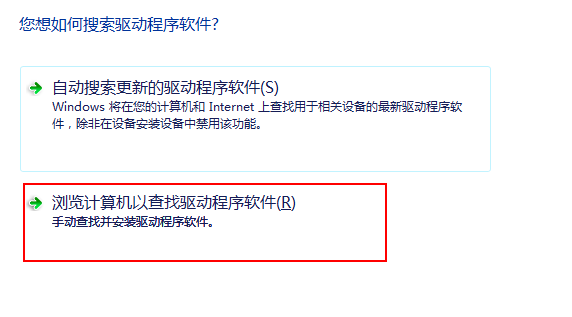 您想如何搜索驱动程序软件?
自动搜索更新的驱动程序软件(S)
Windows 将在您的计算机和 Internet 上查找用于相关设备的最新驱动程序软
件，除非在设备安装设备中禁用该功能。
浏览计算机以查找驱动程序软件(R)
手动查找并安装驱动程序软件。